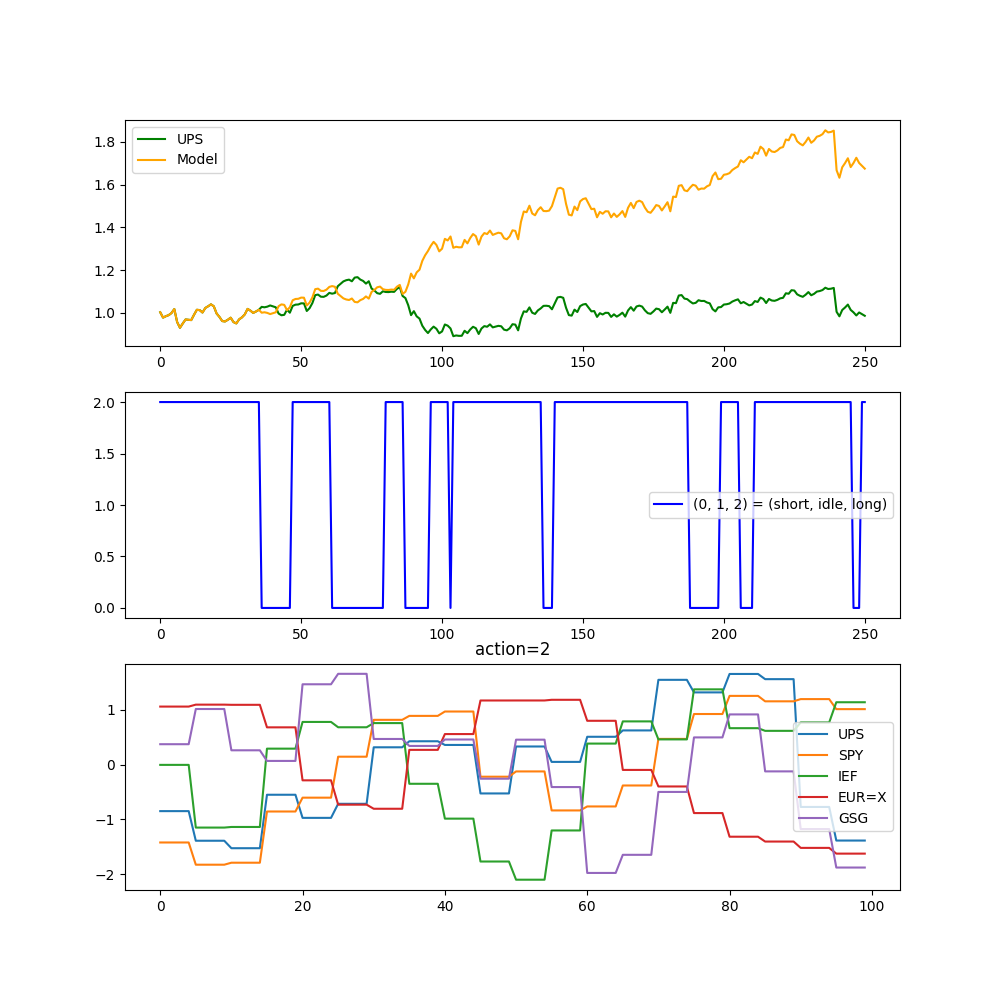 1.8
1.6
1.4
1.2
1.0
UPS
Model
0 50 100 150 200 250
2.0
1.5
1.0
0.5
0.0
(0, 1, 2) = (short, idle, long)
0 50 100 150 200 250
action=2
1
0
−1
−2
UPS
SPY
IEF
EUR=X
GSG
0 20 40 60 80 100